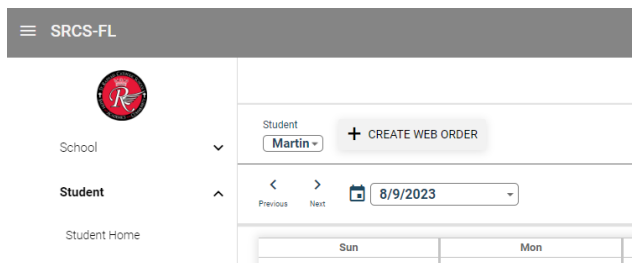 SRCS-FL
School
Student
Student Home
Student
Martin
CREATE WEB ORDER
Previous
Next
8/9/2023
Sun
Mon